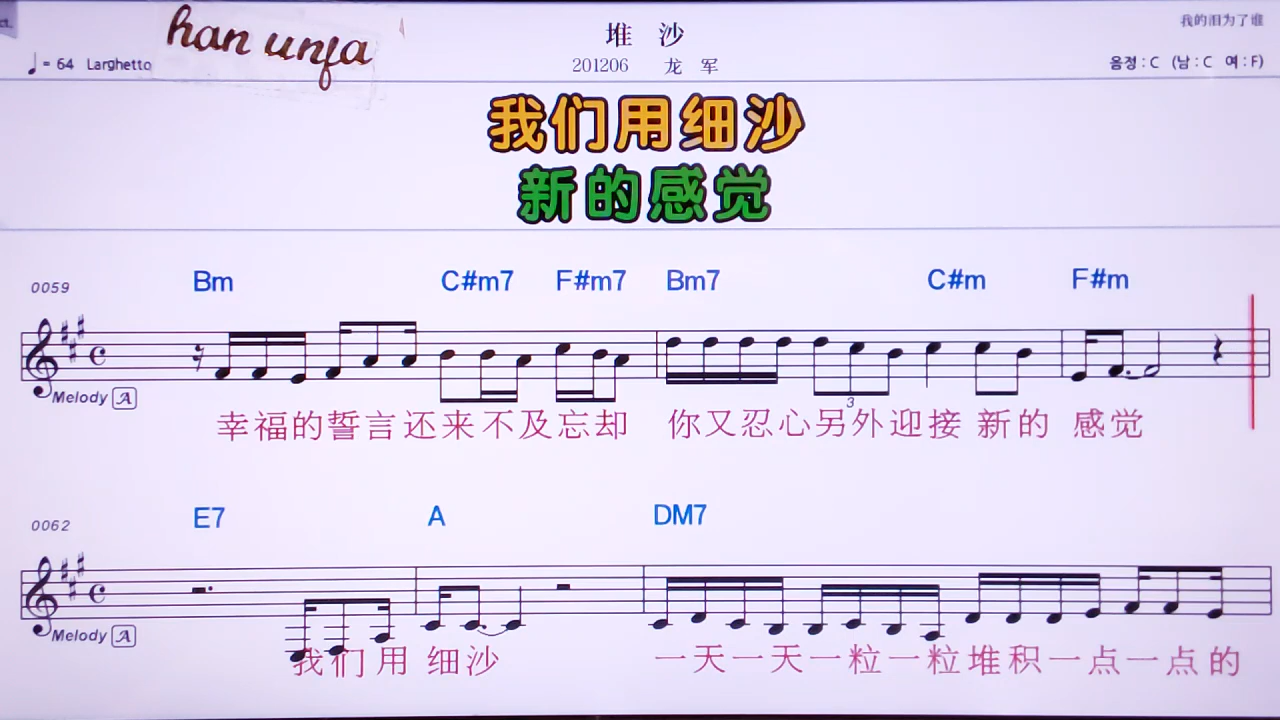 ct.
han unfa
堆 沙
我的泪为了谁
♩= 64 Larghetto
201206 龙 军
음정 : C (남 : C 여 : F)
我们用细沙
新的感觉
0059
Bm C#m7 F#m7 Bm7 C#m F#m
3
Melody A
幸福的誓言还来不及忘却 你又忍心另外迎接 新的 感觉
0062
E7 A DM7
Melody A
我们用 细沙 一天一天一粒一粒堆积一点一点的